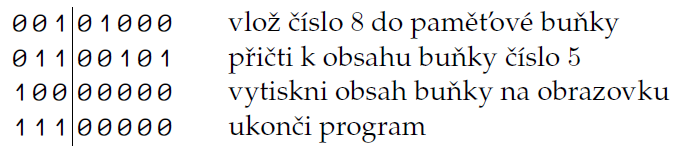 001|01000 vlož číslo 8 do paměťové buňky
011|00101 přičti k obsahu buňky číslo 5
100|00000 vytiskni obsah buňky na obrazovku
111|00000 ukonči program